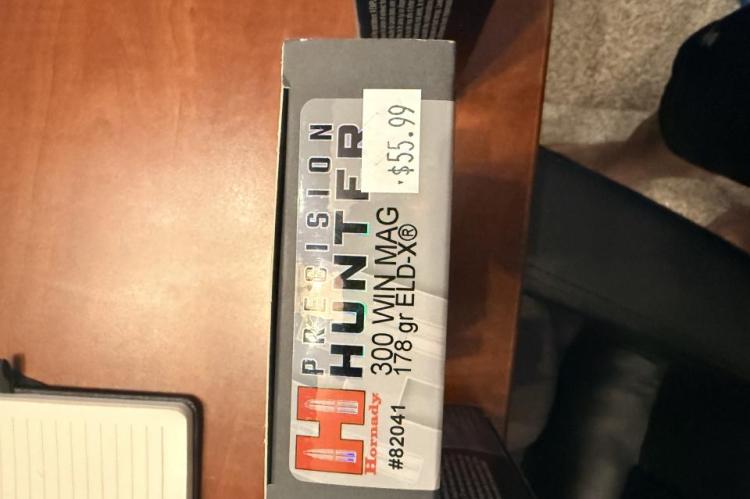 PRECISION
HUNTER
$55.99
300 WIN MAG
178 gr ELD-X®
H
Hornady
#82041